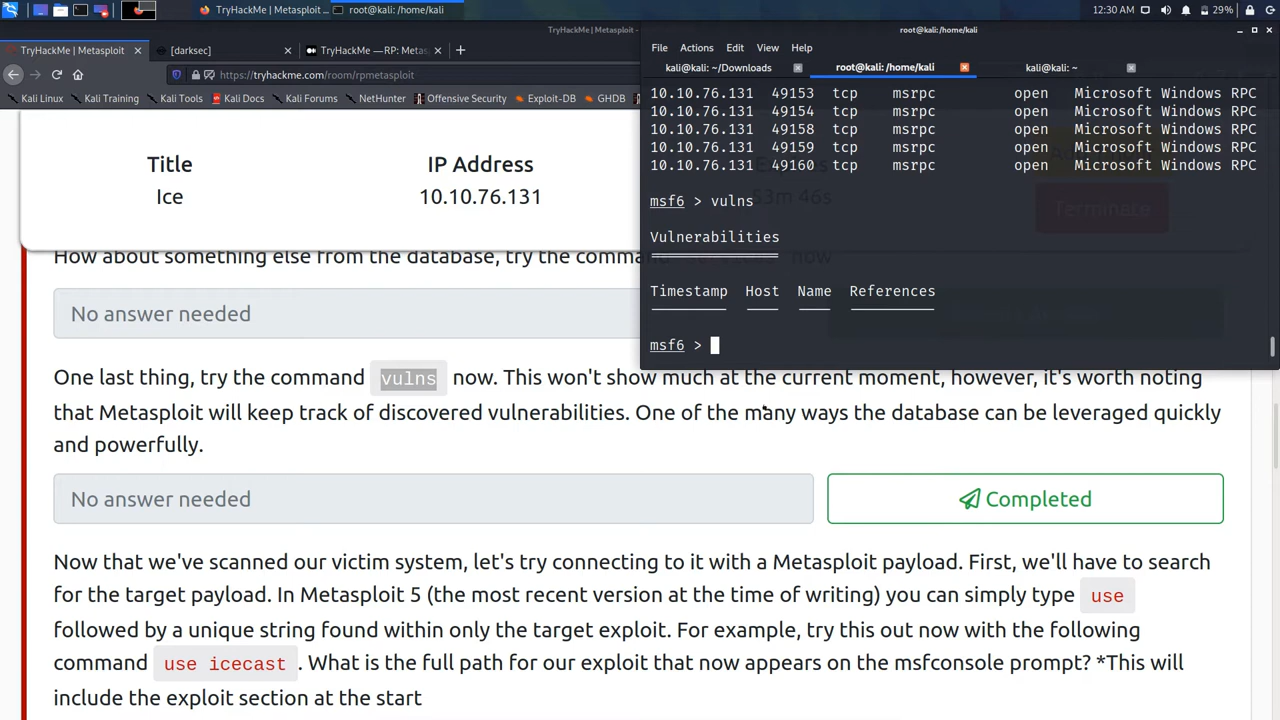 TryHackMe | Metasploit ...
root@kali: /home/kali
12:30 AM
29%
TryHackMe | Metasploit
[darksec]
TryHackMe — RP: Metas
TryHackMe | Metasploit -
https://tryhackme.com/room/rpmetasploit
Kali Linux
Kali Training
Kali Tools
Kali Docs
Kali Forums
NetHunter
Offensive Security
Exploit-DB
GHDB
root@kali: /home/kali
File Actions Edit View Help
kali@kali: ~/Downloads
root@kali: /home/kali
kali@kali: ~
10.10.76.131 49153 tcp msrpc open Microsoft Windows RPC
10.10.76.131 49154 tcp msrpc open Microsoft Windows RPC
10.10.76.131 49158 tcp msrpc open Microsoft Windows RPC
10.10.76.131 49159 tcp msrpc open Microsoft Windows RPC
10.10.76.131 49160 tcp msrpc open Microsoft Windows RPC
msf6 > vulns
Vulnerabilities
Timestamp Host Name References
msf6 >
Title IP Address
Ice 10.10.76.131 53m 46s
Terminate
How about something else from the database, try the command now
No answer needed
One last thing, try the command vulns now. This won't show much at the current moment, however, it's worth noting
that Metasploit will keep track of discovered vulnerabilities. One of the many ways the database can be leveraged quickly
and powerfully.
No answer needed
Completed
Now that we've scanned our victim system, let's try connecting to it with a Metasploit payload. First, we'll have to search
for the target payload. In Metasploit 5 (the most recent version at the time of writing) you can simply type use
followed by a unique string found within only the target exploit. For example, try this out now with the following
command use icecast . What is the full path for our exploit that now appears on the msfconsole prompt? *This will
include the exploit section at the start